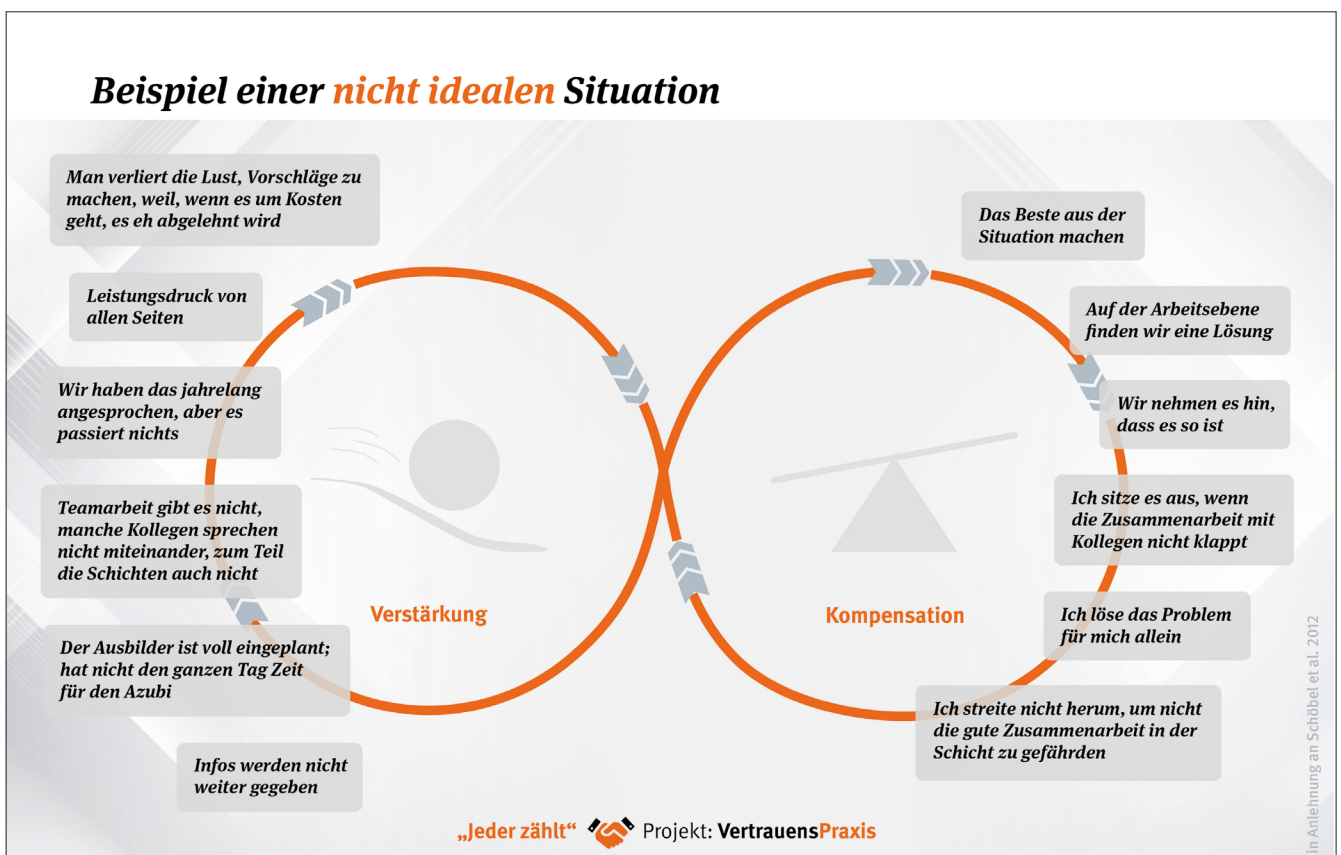 Beispiel einer nicht idealen Situation
Man verliert die Lust, Vorschläge zu
machen, weil, wenn es um Kosten
geht, es eh abgelehnt wird
Leistungsdruck von
allen Seiten
Wir haben das jahrelang
angesprochen, aber es
passiert nichts
Teamarbeit gibt es nicht,
manche Kollegen sprechen
nicht miteinander, zum Teil
die Schichten auch nicht
Der Ausbilder ist voll eingeplant;
hat nicht den ganzen Tag Zeit
für den Azubi
Infos werden nicht
weiter gegeben
Verstärkung
Das Beste aus der
Situation machen
Auf der Arbeitsebene
finden wir eine Lösung
Wir nehmen es hin,
dass es so ist
Ich sitze es aus, wenn
die Zusammenarbeit mit
Kollegen nicht klappt
Ich löse das Problem
für mich allein
Ich streite nicht herum, um nicht
die gute Zusammenarbeit in der
Schicht zu gefährden
Kompensation
„Jeder zählt“ Projekt: VertrauensPraxis
in Anlehnung an Schöbel et al. 2012